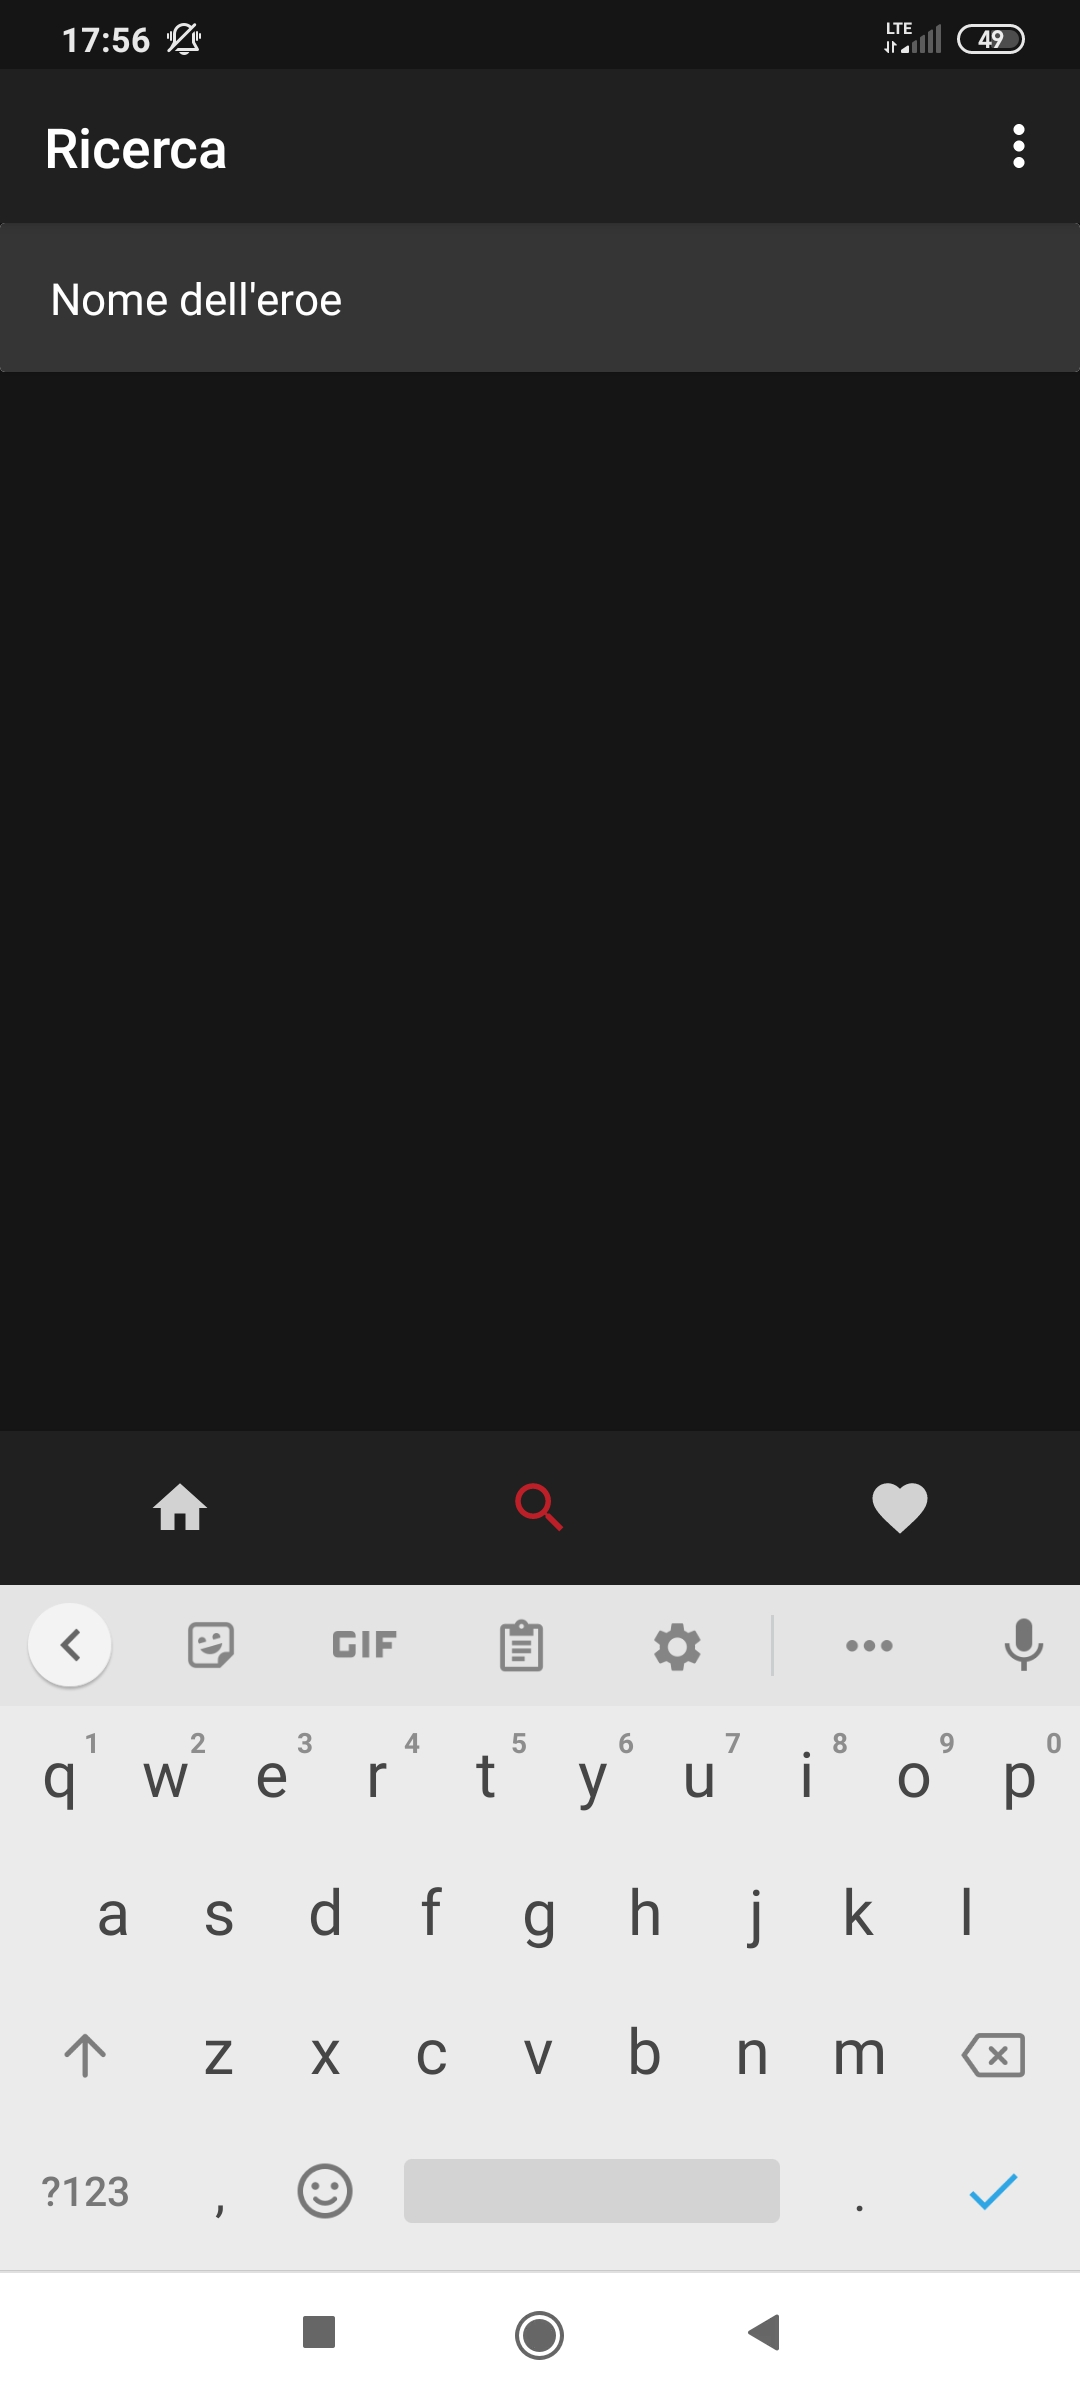 17:56 LTE 49
Ricerca
Nome dell'eroe
GIF
q 1 w 2 e 3 r 4 t 5 y 6 u 7 i 8 o 9 p 0
a s d f g h j k l
z x c v b n m
?123 , .